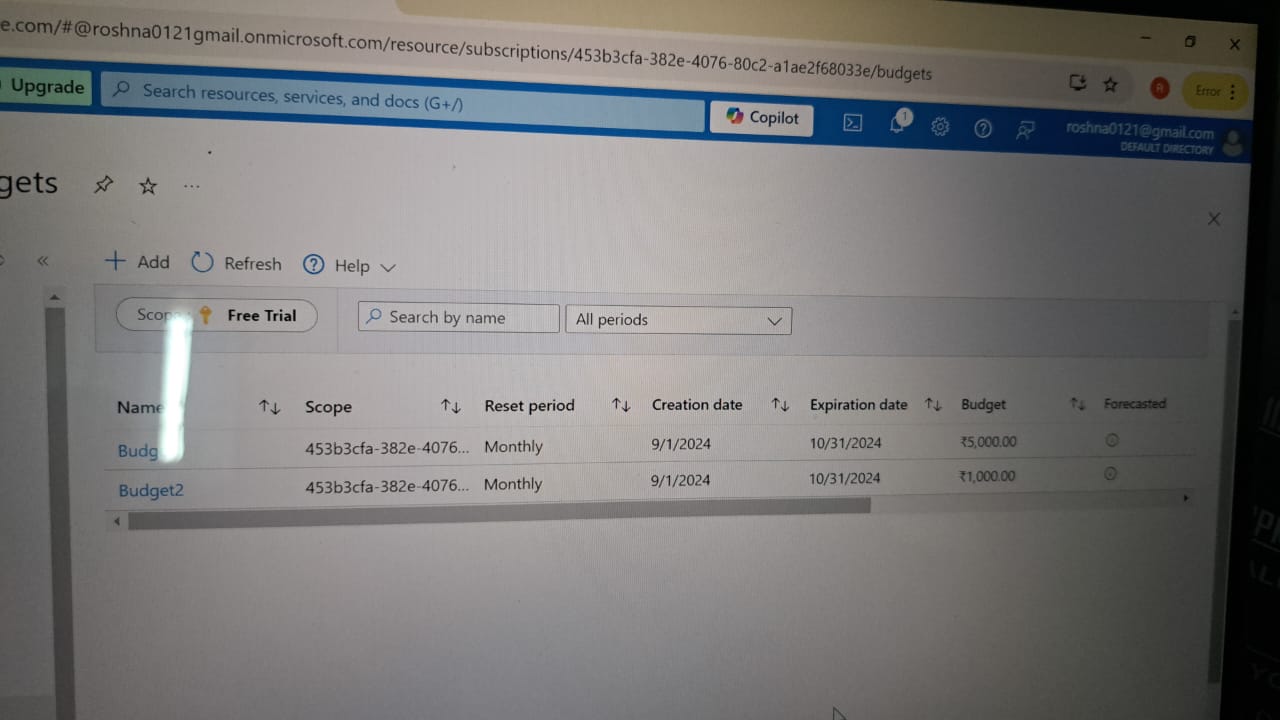 e.com/#@roshna0121gmail.onmicrosoft.com/resource/subscriptions/453b3cfa-382e-4076-80c2-a1ae2f68033e/budgets
Error
Upgrade
Search resources, services, and docs (G+/)
Copilot
1
roshna0121@gmail.com
DEFAULT DIRECTORY
gets
Add
Refresh
Help
Free Trial
Search by name
All periods
Name Scope Reset period Creation date Expiration date Budget Forecasted
Budg 453b3cfa-382e-4076... Monthly 9/1/2024 10/31/2024 ₹5,000.00
Budget2 453b3cfa-382e-4076... Monthly 9/1/2024 10/31/2024 ₹1,000.00